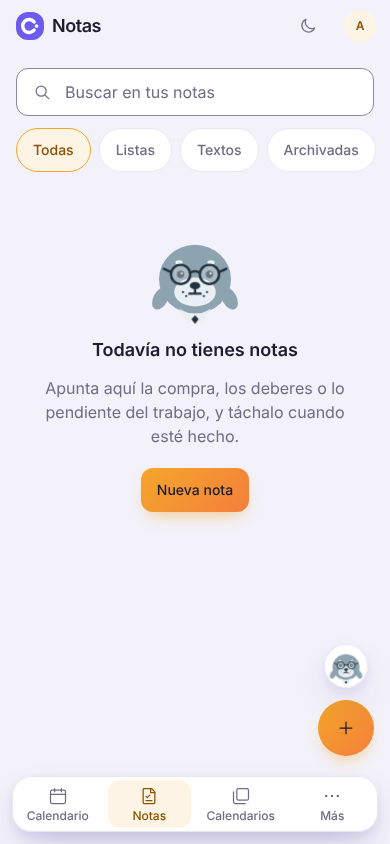 Notas
A
Buscar en tus notas
Todas
Listas
Textos
Archivadas
Todavía no tienes notas
Apunta aquí la compra, los deberes o lo
pendiente del trabajo, y táchalo cuando
esté hecho.
Nueva nota
Calendario
Notas
Calendarios
Más